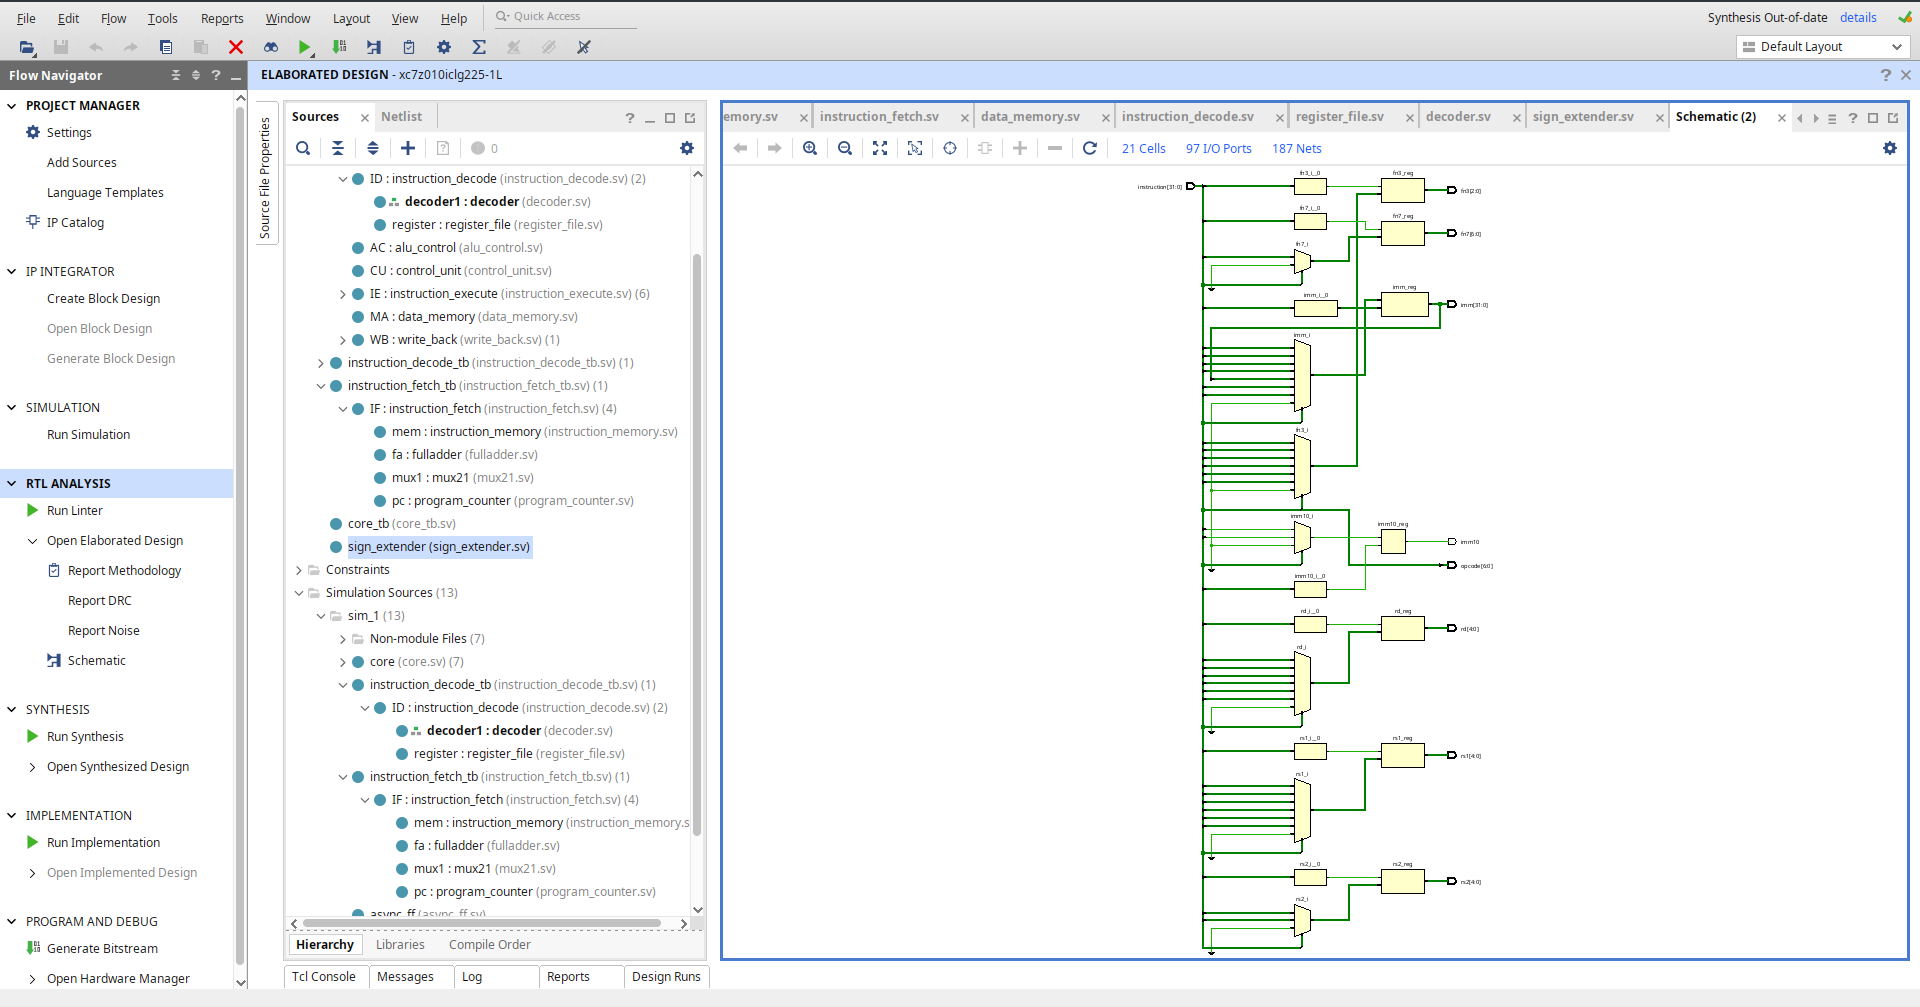 File Edit Flow Tools Reports Window Layout View Help Quick Access
Synthesis Out-of-date details
Default Layout
Flow Navigator
ELABORATED DESIGN - xc7z010iclg225-1L
PROJECT MANAGER
Settings
Add Sources
Language Templates
IP Catalog
IP INTEGRATOR
Create Block Design
Open Block Design
Generate Block Design
SIMULATION
Run Simulation
RTL ANALYSIS
Run Linter
Open Elaborated Design
Report Methodology
Report DRC
Report Noise
Schematic
SYNTHESIS
Run Synthesis
Open Synthesized Design
IMPLEMENTATION
Run Implementation
Open Implemented Design
PROGRAM AND DEBUG
Generate Bitstream
Open Hardware Manager
Source File Properties
Sources
Netlist
0
ID : instruction_decode (instruction_decode.sv) (2)
decoder1 : decoder (decoder.sv)
register : register_file (register_file.sv)
AC : alu_control (alu_control.sv)
CU : control_unit (control_unit.sv)
IE : instruction_execute (instruction_execute.sv) (6)
MA : data_memory (data_memory.sv)
WB : write_back (write_back.sv) (1)
instruction_decode_tb (instruction_decode_tb.sv) (1)
instruction_fetch_tb (instruction_fetch_tb.sv) (1)
IF : instruction_fetch (instruction_fetch.sv) (4)
mem : instruction_memory (instruction_memory.sv)
fa : fulladder (fulladder.sv)
mux1 : mux21 (mux21.sv)
pc : program_counter (program_counter.sv)
core_tb (core_tb.sv)
sign_extender (sign_extender.sv)
Constraints
Simulation Sources (13)
sim_1 (13)
Non-module Files (7)
core (core.sv) (7)
instruction_decode_tb (instruction_decode_tb.sv) (1)
ID : instruction_decode (instruction_decode.sv) (2)
decoder1 : decoder (decoder.sv)
register : register_file (register_file.sv)
instruction_fetch_tb (instruction_fetch_tb.sv) (1)
IF : instruction_fetch (instruction_fetch.sv) (4)
mem : instruction_memory (instruction_memory.s
fa : fulladder (fulladder.sv)
mux1 : mux21 (mux21.sv)
pc : program_counter (program_counter.sv)
async_ff (async_ff.sv)
Hierarchy Libraries Compile Order
Tcl Console Messages Log Reports Design Runs
emory.sv instruction_fetch.sv data_memory.sv instruction_decode.sv register_file.sv decoder.sv sign_extender.sv Schematic (2)
21 Cells 97 I/O Ports 187 Nets
instruction[31:0]
fn3_i__0
fn3_reg
fn3[2:0]
fn7_i__0
fn7_reg
fn7[6:0]
fn7_i
imm_i__0
imm_reg
imm[31:0]
imm_i
fn3_i
imm10_i
imm10_reg
imm10
opcode[6:0]
imm10_i__0
rd_i__0
rd_reg
rd[4:0]
rd_i
rs1_i__0
rs1_reg
rs1[4:0]
rs1_i
rs2_i__0
rs2_reg
rs2[4:0]
rs2_i